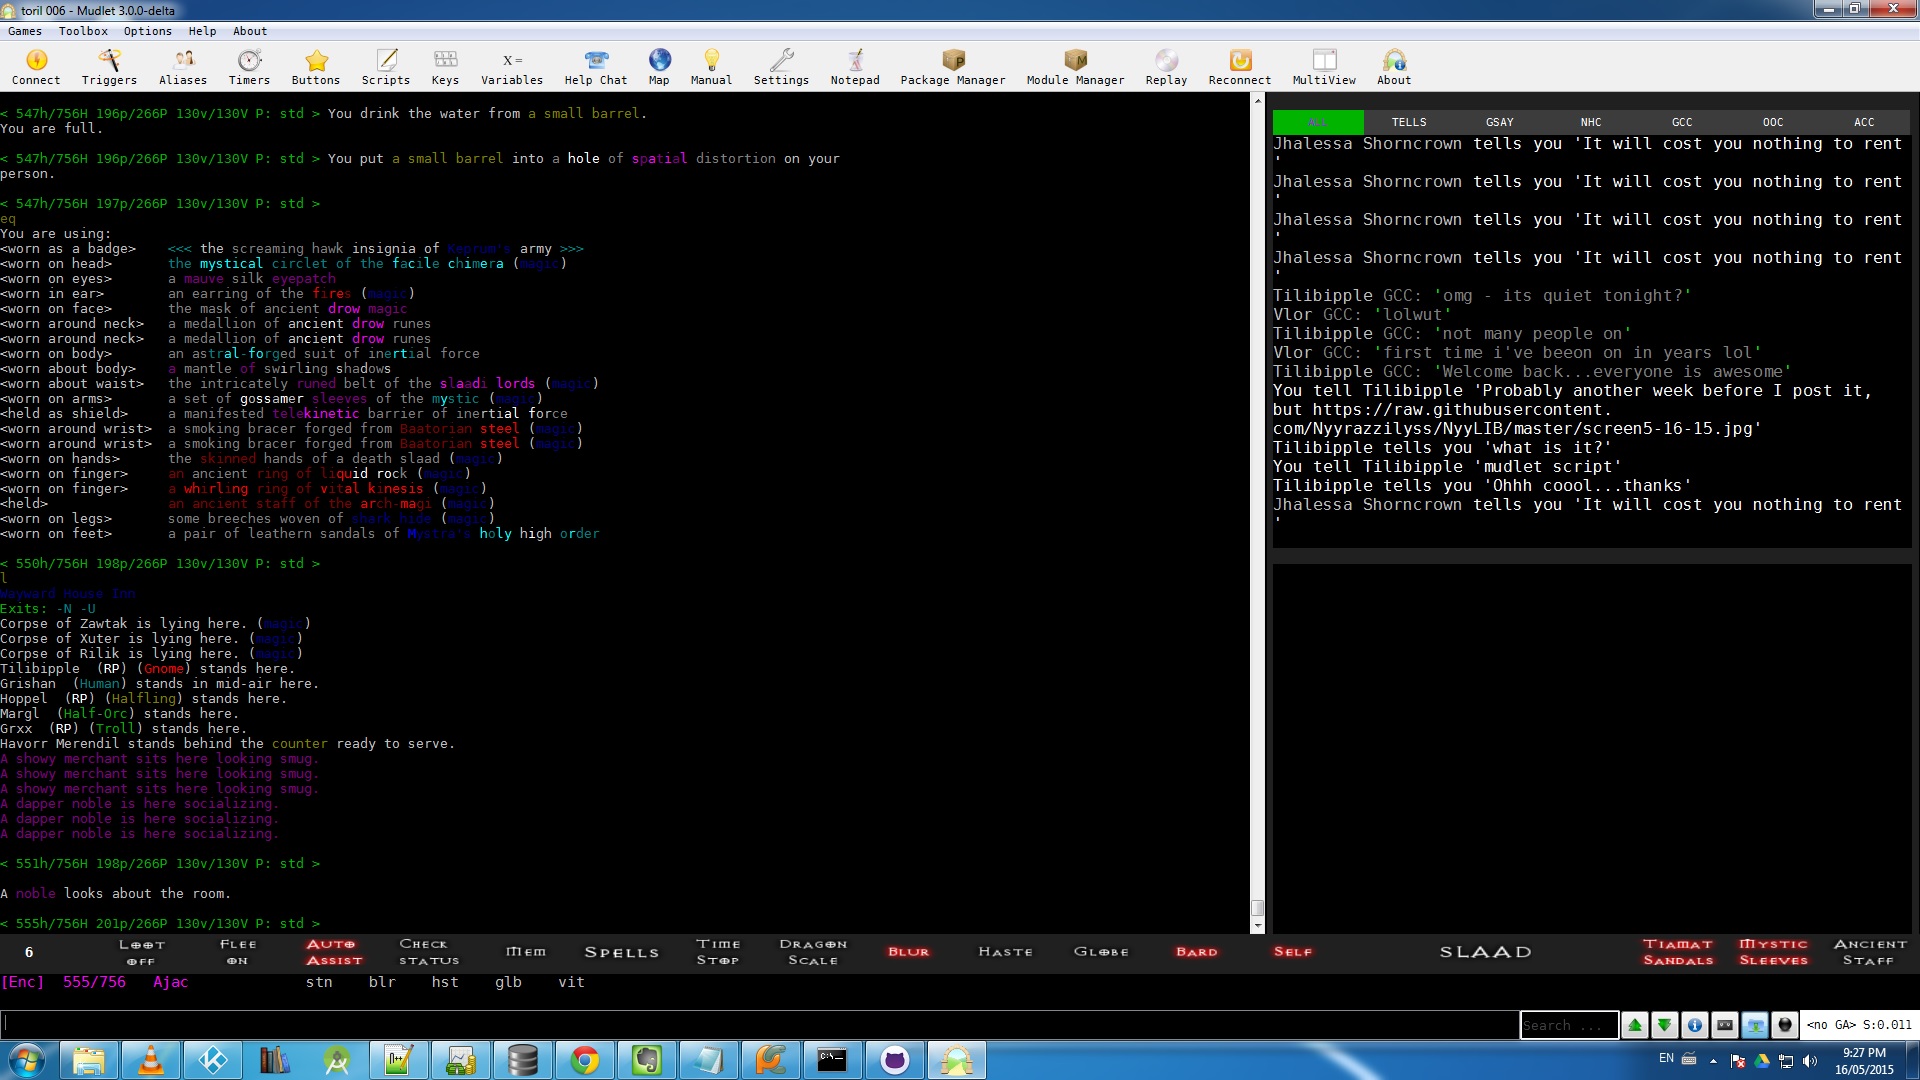 toril 006 - Mudlet 3.0.0-delta
Games Toolbox Options Help About
Connect Triggers Aliases Timers Buttons Scripts Keys Variables Help Chat Map Manual Settings Notepad Package Manager Module Manager Replay Reconnect MultiView About
< 547h/756H 196p/266P 130v/130V P: std > You drink the water from a small barrel.
You are full.
< 547h/756H 196p/266P 130v/130V P: std > You put a small barrel into a hole of spatial distortion on your
person.
< 547h/756H 197p/266P 130v/130V P: std >
eq
You are using:
<worn as a badge> <<< the screaming hawk insignia of Keprum's army >>>
<worn on head> the mystical circlet of the facile chimera (magic)
<worn on eyes> a mauve silk eyepatch
<worn in ear> an earring of the fires (magic)
<worn on face> the mask of ancient drow magic
<worn around neck> a medallion of ancient drow runes
<worn around neck> a medallion of ancient drow runes
<worn on body> an astral-forged suit of inertial force
<worn about body> a mantle of swirling shadows
<worn about waist> the intricately runed belt of the slaadi lords (magic)
<worn on arms> a set of gossamer sleeves of the mystic (magic)
<held as shield> a manifested telekinetic barrier of inertial force
<worn around wrist> a smoking bracer forged from Baatorian steel (magic)
<worn around wrist> a smoking bracer forged from Baatorian steel (magic)
<worn on hands> the skinned hands of a death slaad (magic)
<worn on finger> an ancient ring of liquid rock (magic)
<worn on finger> a whirling ring of vital kinesis (magic)
<held> an ancient staff of the arch-magi (magic)
<worn on legs> some breeches woven of shark hide (magic)
<worn on feet> a pair of leathern sandals of Mystra's holy high order
< 550h/756H 198p/266P 130v/130V P: std >
l
Wayward House Inn
Exits: -N -U
Corpse of Zawtak is lying here. (magic)
Corpse of Xuter is lying here. (magic)
Corpse of Rilik is lying here. (magic)
Tilibipple (RP) (Gnome) stands here.
Grishan (Human) stands in mid-air here.
Hoppel (RP) (Halfling) stands here.
Margl (Half-Orc) stands here.
Grxx (RP) (Troll) stands here.
Havorr Merendil stands behind the counter ready to serve.
A showy merchant sits here looking smug.
A showy merchant sits here looking smug.
A showy merchant sits here looking smug.
A dapper noble is here socializing.
A dapper noble is here socializing.
A dapper noble is here socializing.
< 551h/756H 198p/266P 130v/130V P: std >
A noble looks about the room.
< 555h/756H 201p/266P 130v/130V P: std >
ALL TELLS GSAY NHC GCC OOC ACC
Jhalessa Shorncrown tells you 'It will cost you nothing to rent
'
Jhalessa Shorncrown tells you 'It will cost you nothing to rent
'
Jhalessa Shorncrown tells you 'It will cost you nothing to rent
'
Jhalessa Shorncrown tells you 'It will cost you nothing to rent
'
Tilibipple GCC: 'omg - its quiet tonight?'
Vlor GCC: 'lolwut'
Tilibipple GCC: 'not many people on'
Vlor GCC: 'first time i've beeon on in years lol'
Tilibipple GCC: 'Welcome back...everyone is awesome'
You tell Tilibipple 'Probably another week before I post it,
but https://raw.githubusercontent.
com/Nyyrazzilyss/NyyLIB/master/screen5-16-15.jpg'
Tilibipple tells you 'what is it?'
You tell Tilibipple 'mudlet script'
Tilibipple tells you 'Ohhh coool...thanks'
Jhalessa Shorncrown tells you 'It will cost you nothing to rent
'
6 Loot Off Flee On Auto Assist Check Status Mem Spells Time Stop Dragon Scale Blur Haste Globe Bard Self SLAAD Tiamat Sandals Mystic Sleeves Ancient Staff
[Enc] 555/756 Ajac stn blr hst glb vit
Search ... <no GA> S:0.011
EN 9:27 PM
16/05/2015